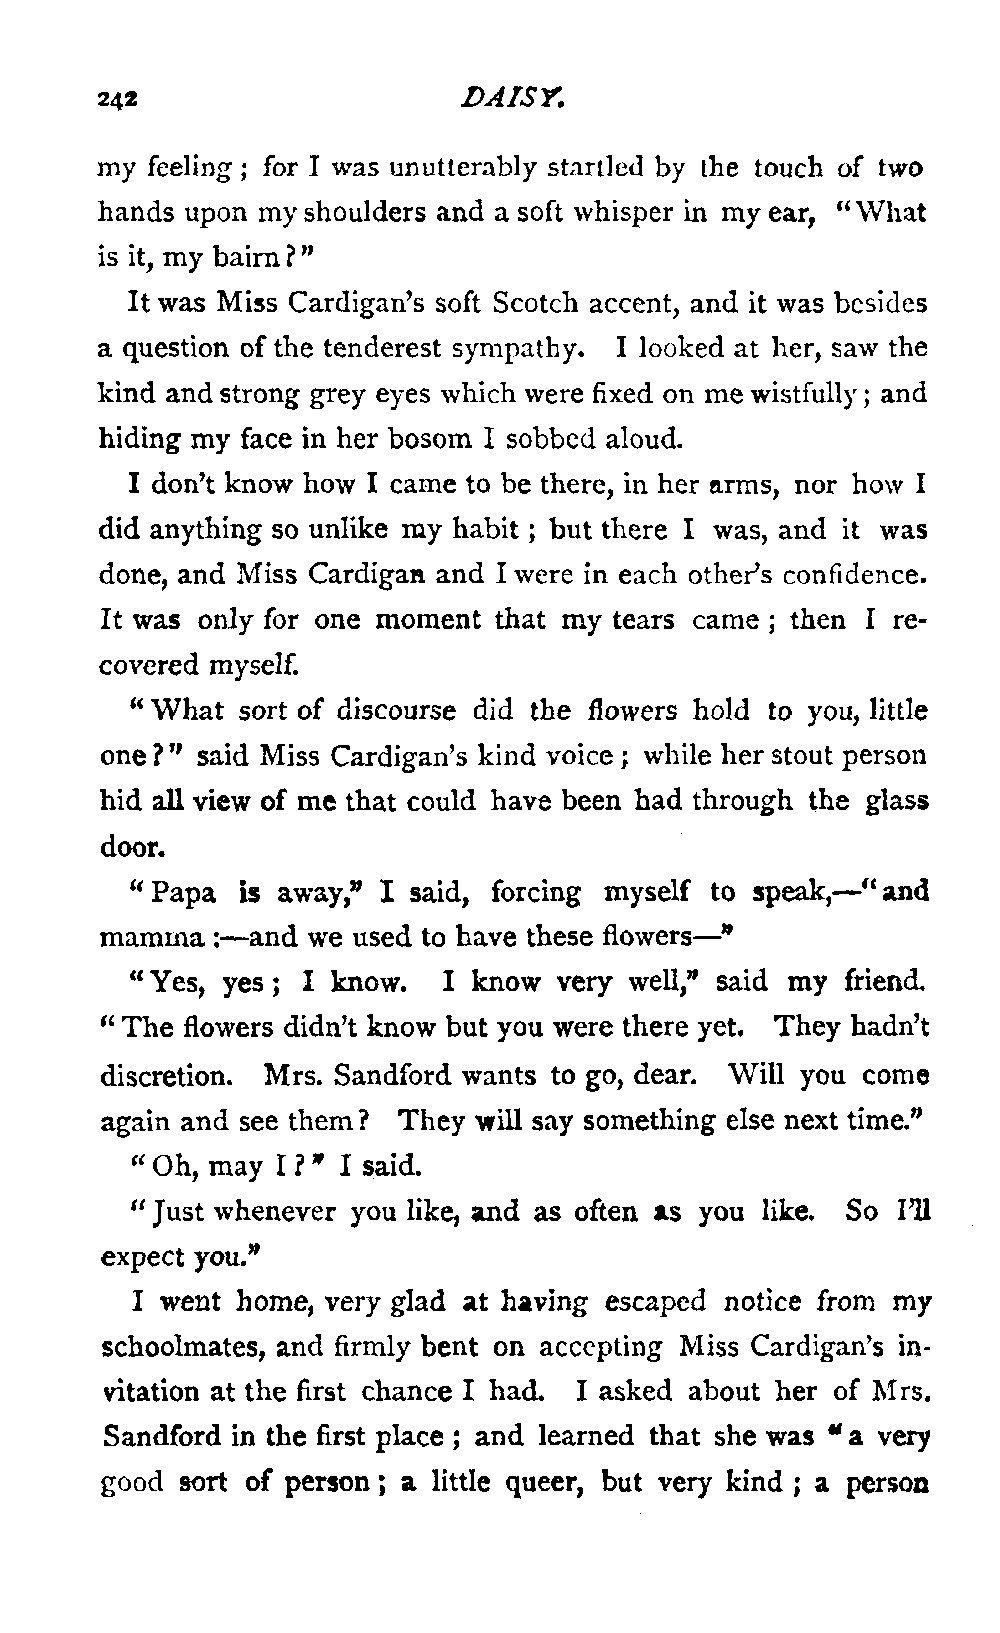 242 DAISY.
my feeling ; for I was unutterably startled by the touch of two
hands upon my shoulders and a soft whisper in my ear, “What
is it, my bairn ?”
It was Miss Cardigan’s soft Scotch accent, and it was besides
a question of the tenderest sympathy. I looked at her, saw the
kind and strong grey eyes which were fixed on me wistfully ; and
hiding my face in her bosom I sobbed aloud.
I don’t know how I came to be there, in her arms, nor how I
did anything so unlike my habit ; but there I was, and it was
done, and Miss Cardigan and I were in each other’s confidence.
It was only for one moment that my tears came ; then I re-
covered myself.
“ What sort of discourse did the flowers hold to you, little
one ?” said Miss Cardigan’s kind voice ; while her stout person
hid all view of me that could have been had through the glass
door.
“ Papa is away,” I said, forcing myself to speak,—“and
mamma :—and we used to have these flowers—”
“ Yes, yes ; I know. I know very well,” said my friend.
“ The flowers didn’t know but you were there yet. They hadn’t
discretion. Mrs. Sandford wants to go, dear. Will you come
again and see them ? They will say something else next time.”
“ Oh, may I ? ” I said.
“ Just whenever you like, and as often as you like. So I’ll
expect you.”
I went home, very glad at having escaped notice from my
schoolmates, and firmly bent on accepting Miss Cardigan’s in-
vitation at the first chance I had. I asked about her of Mrs.
Sandford in the first place ; and learned that she was “ a very
good sort of person ; a little queer, but very kind ; a person